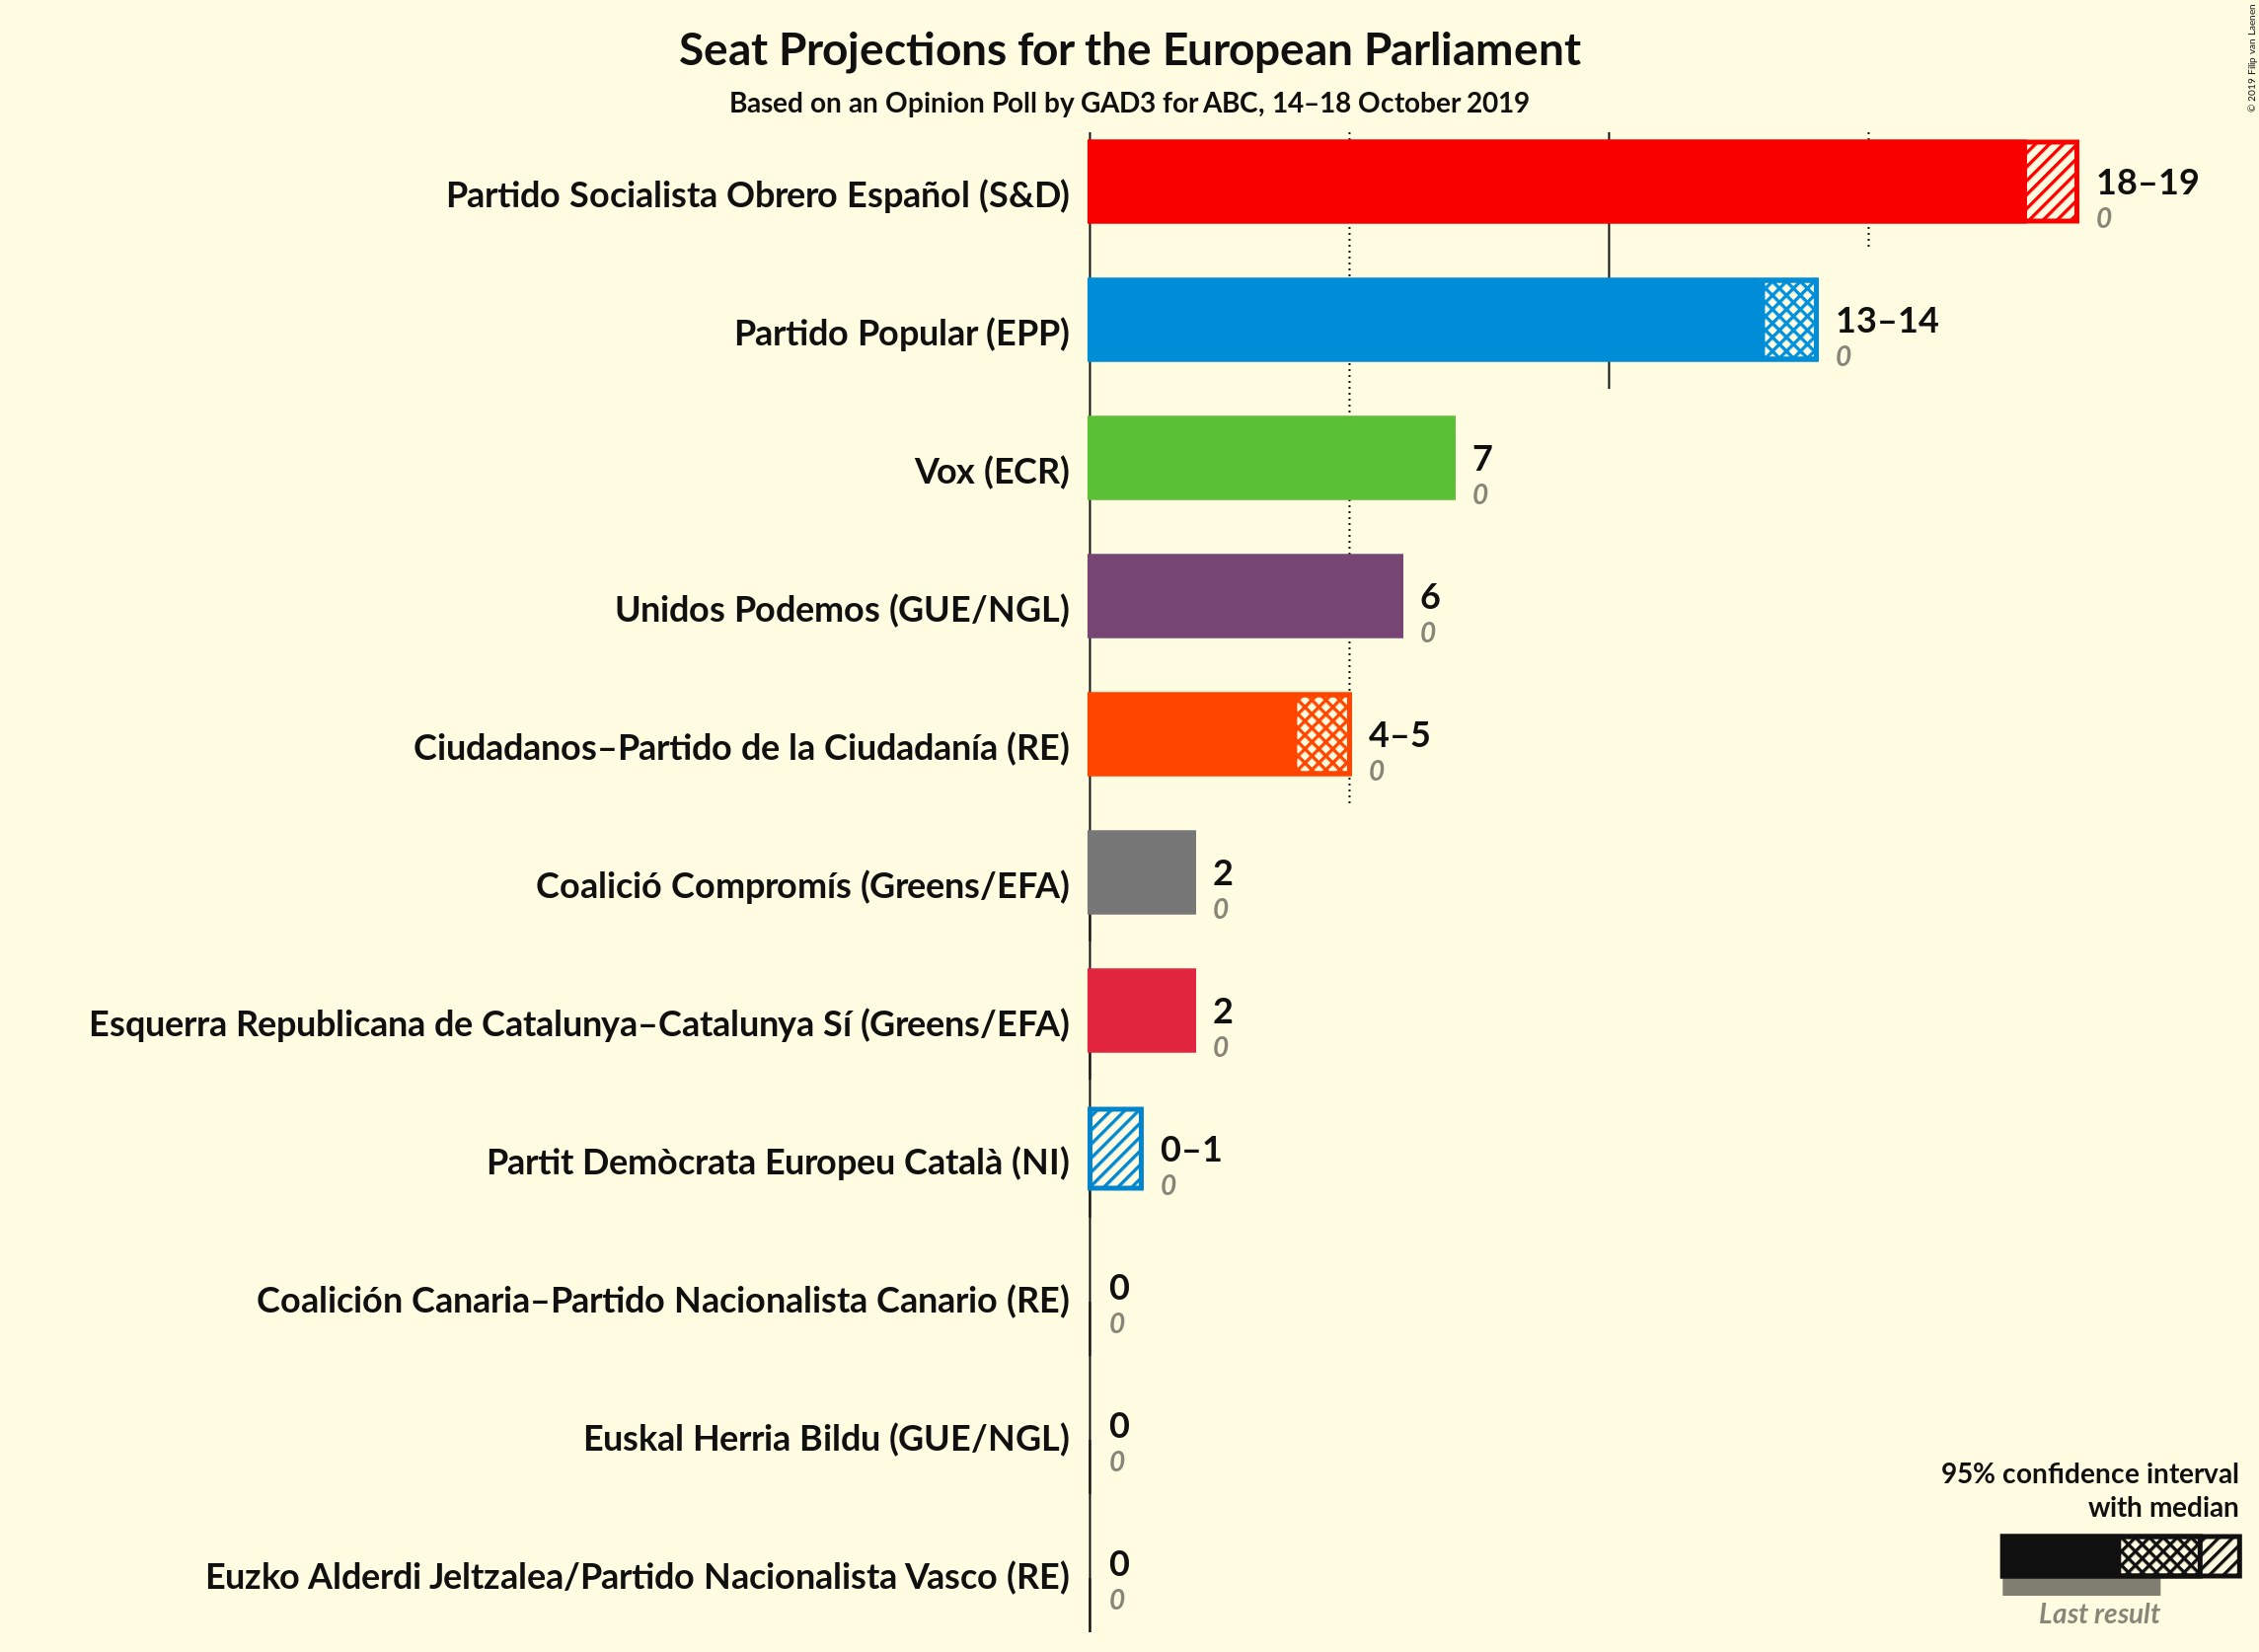 Seat Projections for the European Parliament
Based on an Opinion Poll by GAD3 for ABC, 14–18 October 2019
© 2019 Filip van Laenen
Partido Socialista Obrero Español (S&D)
18–19
0
Partido Popular (EPP)
13–14
0
Vox (ECR)
7
0
Unidos Podemos (GUE/NGL)
6
0
Ciudadanos–Partido de la Ciudadanía (RE)
4–5
0
Coalició Compromís (Greens/EFA)
2
0
Esquerra Republicana de Catalunya–Catalunya Sí (Greens/EFA)
2
0
Partit Demòcrata Europeu Català (NI)
0–1
0
Coalición Canaria–Partido Nacionalista Canario (RE)
0
0
Euskal Herria Bildu (GUE/NGL)
0
0
Euzko Alderdi Jeltzalea/Partido Nacionalista Vasco (RE)
0
0
95% confidence interval
with median
Last result